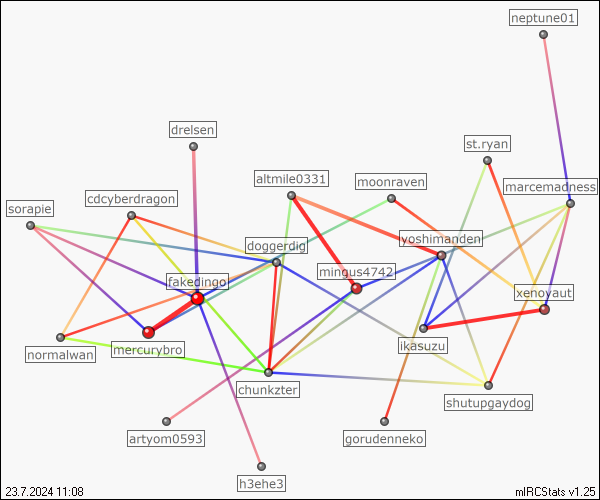 neptune01
drelsen
st.ryan
altmile0331
moonraven
marcemadness
cdcyberdragon
sorapie
doggerdig
yoshimanden
mingus4742
fakedingo
xenoyaut
ikasuzu
mercurybro
normalwan
chunkzter
shutupgaydog
artyom0593
gorudenneko
h3ehe3
23.7.2024 11:08
mIRCStats v1.25